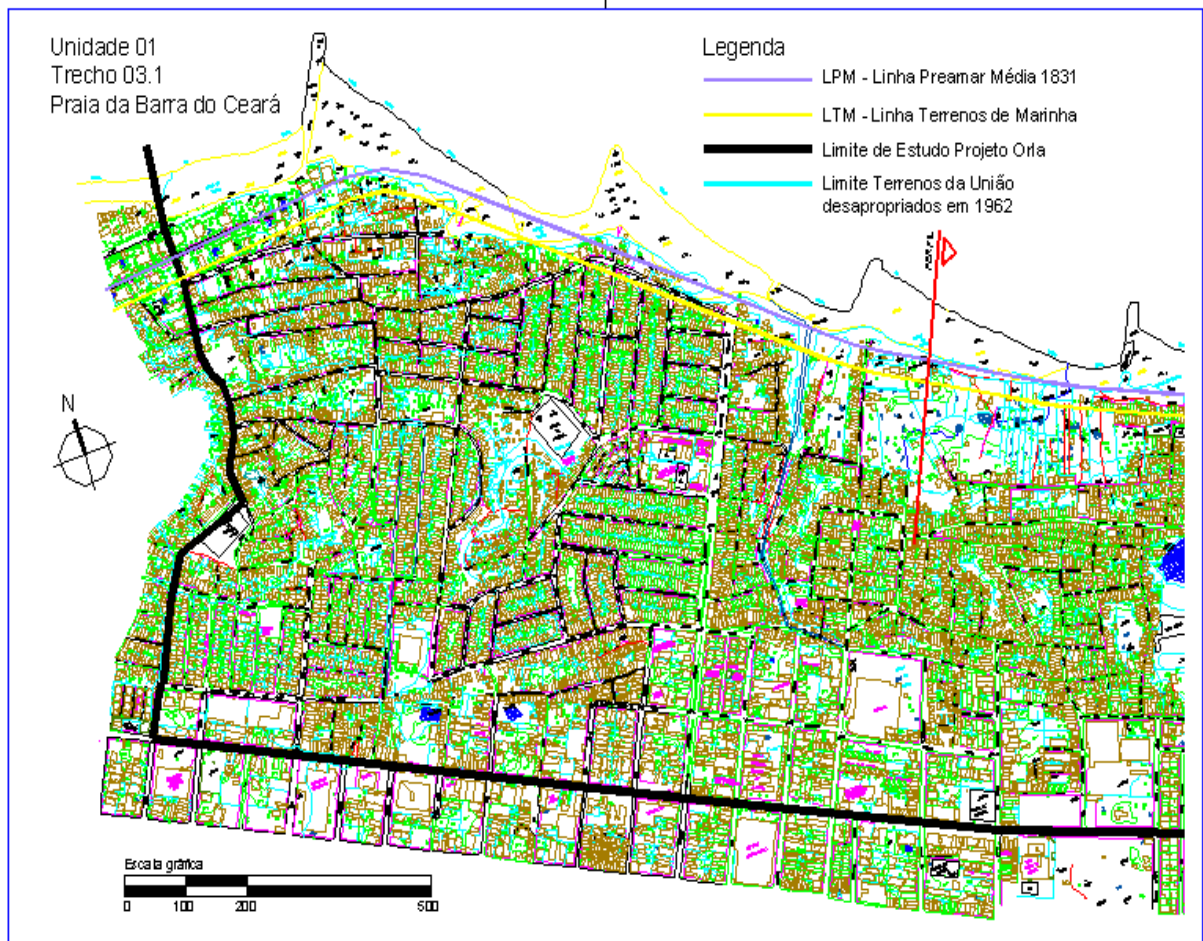 Unidade 01
Trecho 03.1
Praia da Barra do Ceará
Legenda
LPM - Linha Preamar Média 1831
LTM - Linha Terrenos de Marinha
Limite de Estudo Projeto Orla
Limite Terrenos da União
desapropriados em 1962
N
Escala gráfica
0 100 200 500